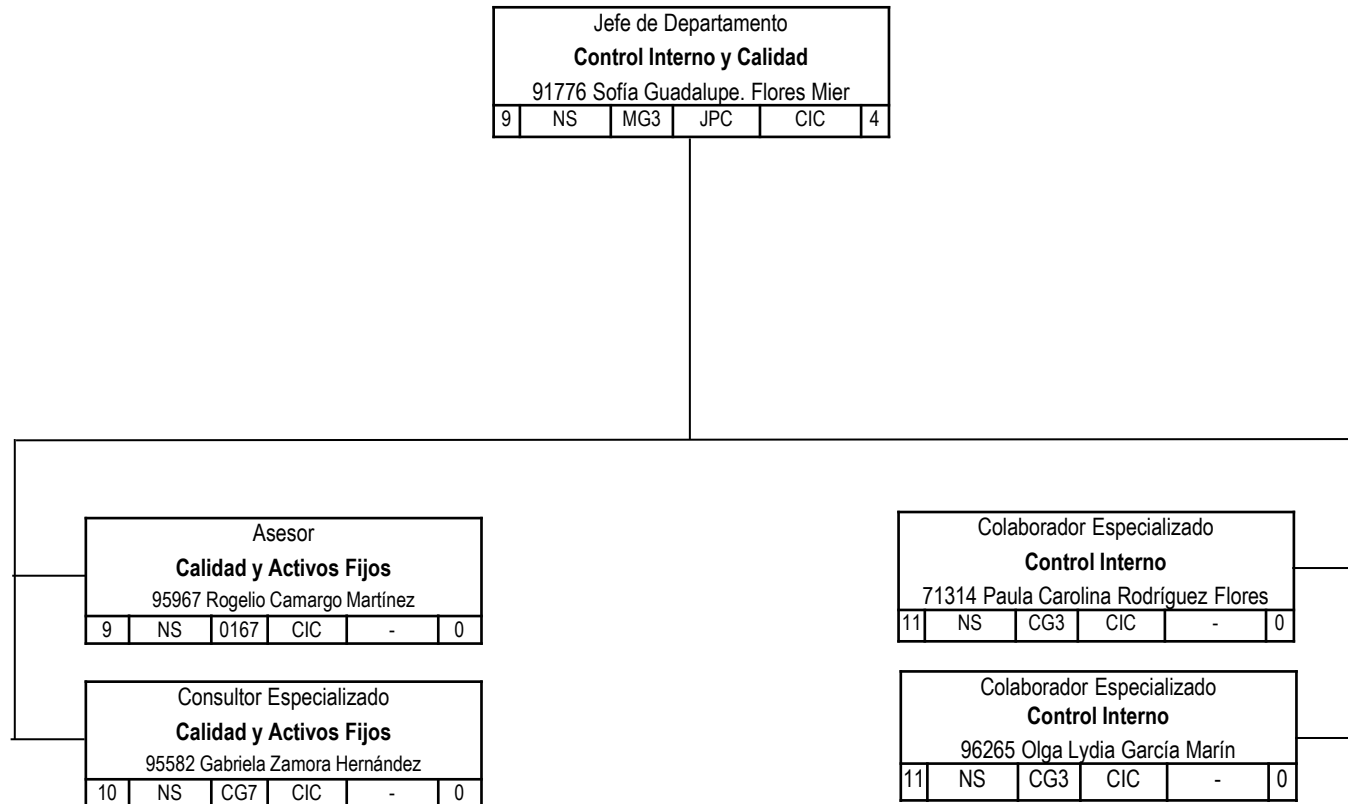 Jefe de Departamento
Control Interno y Calidad
91776 Sofía Guadalupe. Flores Mier
9 NS MG3 JPC CIC 4
Asesor
Calidad y Activos Fijos
95967 Rogelio Camargo Martínez
9 NS 0167 CIC - 0
Consultor Especializado
Calidad y Activos Fijos
95582 Gabriela Zamora Hernández
10 NS CG7 CIC - 0
Colaborador Especializado
Control Interno
71314 Paula Carolina Rodríguez Flores
11 NS CG3 CIC - 0
Colaborador Especializado
Control Interno
96265 Olga Lydia García Marín
11 NS CG3 CIC - 0